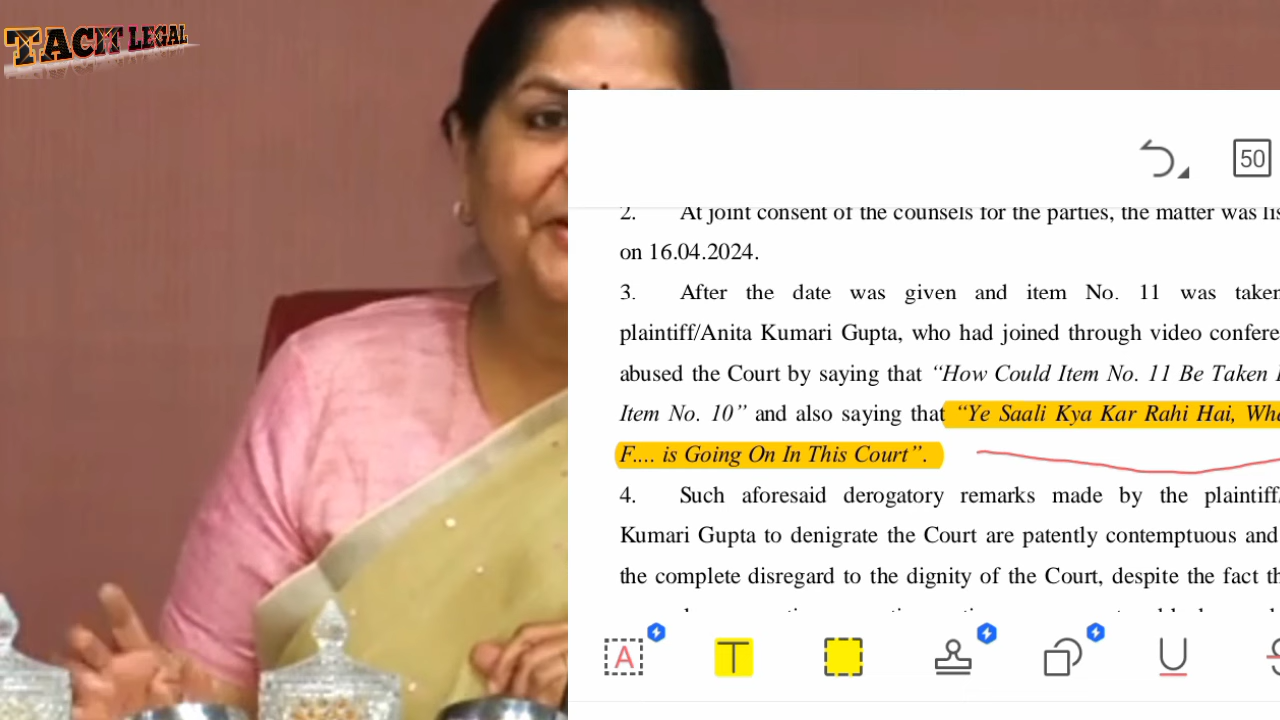 TACIT LEGAL
50
2. At joint consent of the counsels for the parties, the matter was
on 16.04.2024.
3. After the date was given and item No. 11 was taken
plaintiff/Anita Kumari Gupta, who had joined through video
abused the Court by saying that “How Could Item No. 11 Be Taken
Item No. 10” and also saying that “Ye Saali Kya Kar Rahi Hai,
F.... is Going On In This Court”.
4. Such aforesaid derogatory remarks made by the plaintiff/
Kumari Gupta to denigrate the Court are patently contemptuous and
the complete disregard to the dignity of the Court, despite the fact
A T U